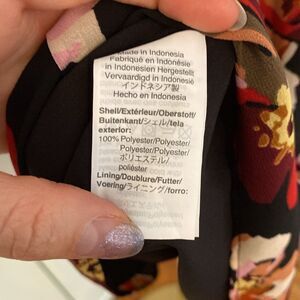 Made in Indonesia
Fabriqué en Indonésie
in Indonesien Hergestellt
Vervaardigd in Indonesië
インドネシア製
Hecho en Indonesia
Shell/Extérieur/Oberstoff/
Buitenkant/シェル/tela
exterior:
100% Polyester/Polyester/
Polyester/Polyester/
ポリエステル/
poliéster
Lining/Doublure/Futter/
Voering/ライニング/forro: